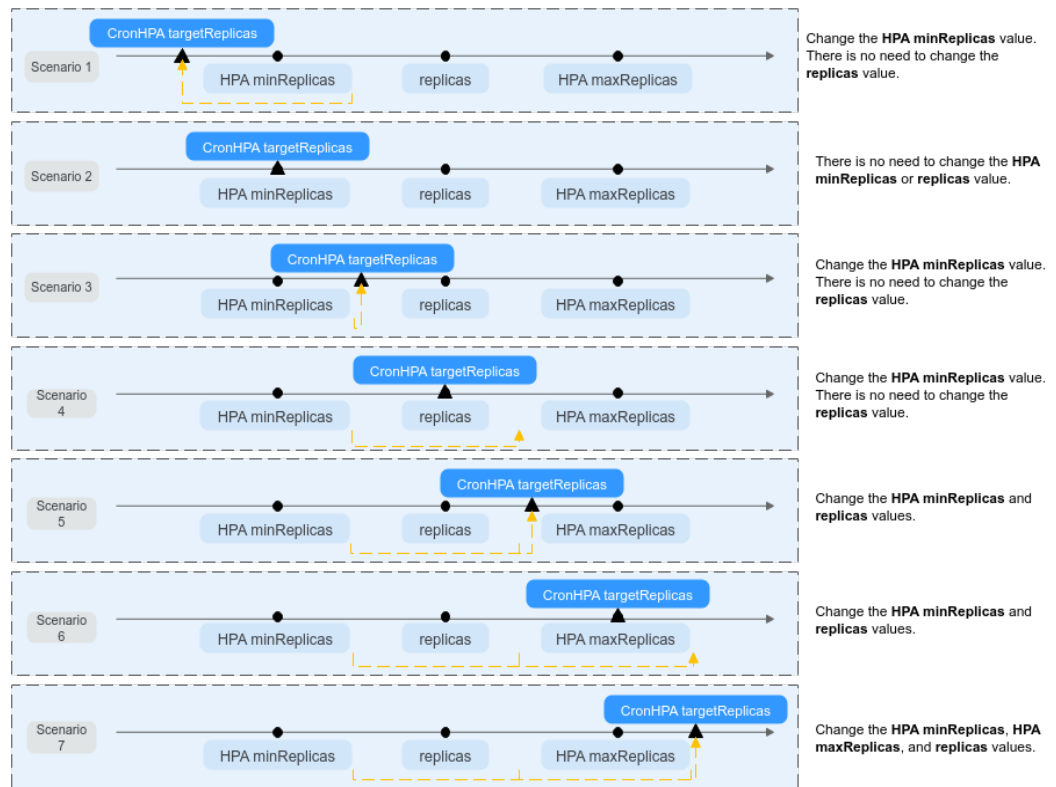 CronHPA targetReplicas
Scenario 1
HPA minReplicas
replicas
HPA maxReplicas
Change the HPA minReplicas value.
There is no need to change the
replicas value.
CronHPA targetReplicas
Scenario 2
HPA minReplicas
replicas
HPA maxReplicas
There is no need to change the HPA
minReplicas or replicas value.
CronHPA targetReplicas
Scenario 3
HPA minReplicas
replicas
HPA maxReplicas
Change the HPA minReplicas value.
There is no need to change the
replicas value.
CronHPA targetReplicas
Scenario
4
HPA minReplicas
replicas
HPA maxReplicas
Change the HPA minReplicas value.
There is no need to change the
replicas value.
CronHPA targetReplicas
Scenario
5
HPA minReplicas
replicas
HPA maxReplicas
Change the HPA minReplicas and
replicas values.
CronHPA targetReplicas
Scenario
6
HPA minReplicas
replicas
HPA maxReplicas
Change the HPA minReplicas and
replicas values.
CronHPA targetReplicas
Scenario
7
HPA minReplicas
replicas
HPA maxReplicas
Change the HPA minReplicas, HPA
maxReplicas, and replicas values.